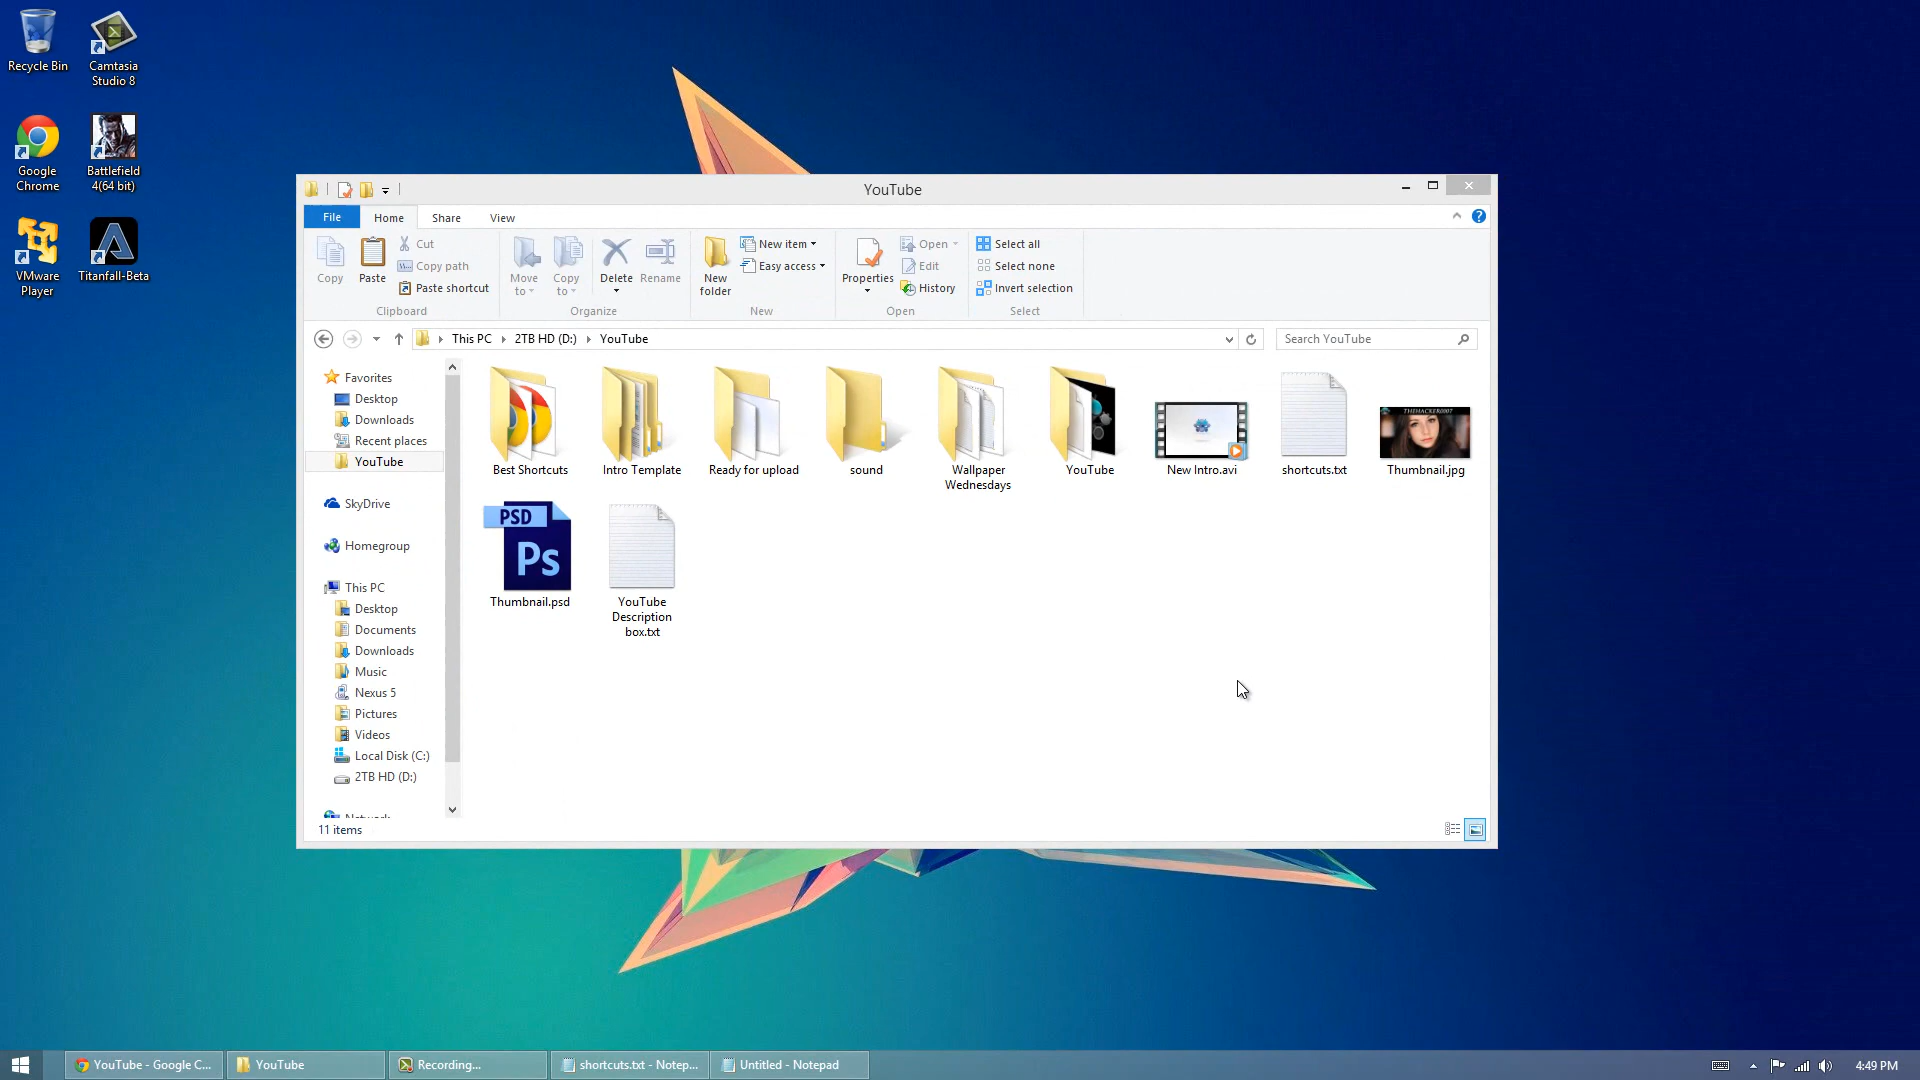 Recycle Bin
Camtasia
Studio 8
Google
Chrome
Battlefield
4(64 bit)
VMware
Player
Titanfall-Beta
YouTube
File
Home
Share
View
Copy
Paste
Cut
Copy path
Paste shortcut
Clipboard
Move
to
Copy
to
Delete
Rename
Organize
New
folder
New item
Easy access
New
Properties
Open
Edit
History
Open
Select all
Select none
Invert selection
Select
This PC
2TB HD (D:)
YouTube
Search YouTube
Favorites
Desktop
Downloads
Recent places
YouTube
SkyDrive
Homegroup
This PC
Desktop
Documents
Downloads
Music
Nexus 5
Pictures
Videos
Local Disk (C:)
2TB HD (D:)
Best Shortcuts
Intro Template
Ready for upload
sound
Wallpaper
Wednesdays
YouTube
New Intro.avi
shortcuts.txt
THEHACKER0007
Thumbnail.jpg
PSD
Ps
Thumbnail.psd
YouTube
Description
box.txt
11 items
YouTube - Google C...
YouTube
Recording...
shortcuts.txt - Notep...
Untitled - Notepad
4:49 PM